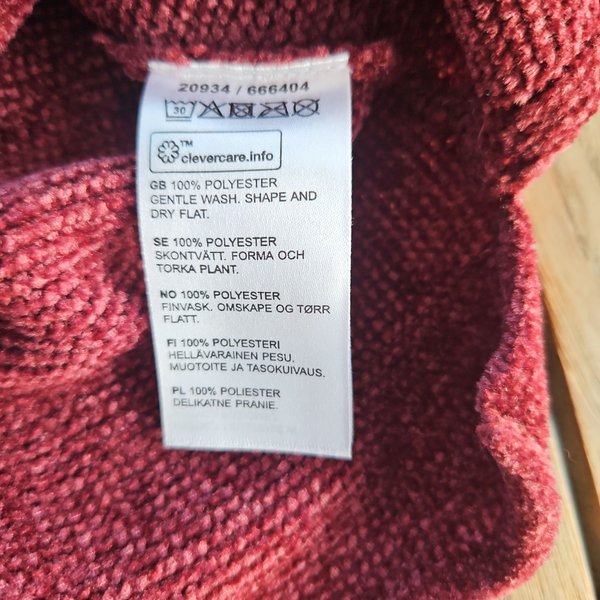 20934 / 666404
30
TM
clevercare.info
GB 100% POLYESTER
GENTLE WASH. SHAPE AND
DRY FLAT.
SE 100% POLYESTER
SKONTVÄTT. FORMA OCH
TORKA PLANT.
NO 100% POLYESTER
FINVASK. OMSKAPE OG TØRR
FLATT.
FI 100% POLYESTERI
HELLÄVARAINEN PESU.
MUOTOITE JA TASOKUIVAUS.
PL 100% POLIESTER
DELIKATNE PRANIE.